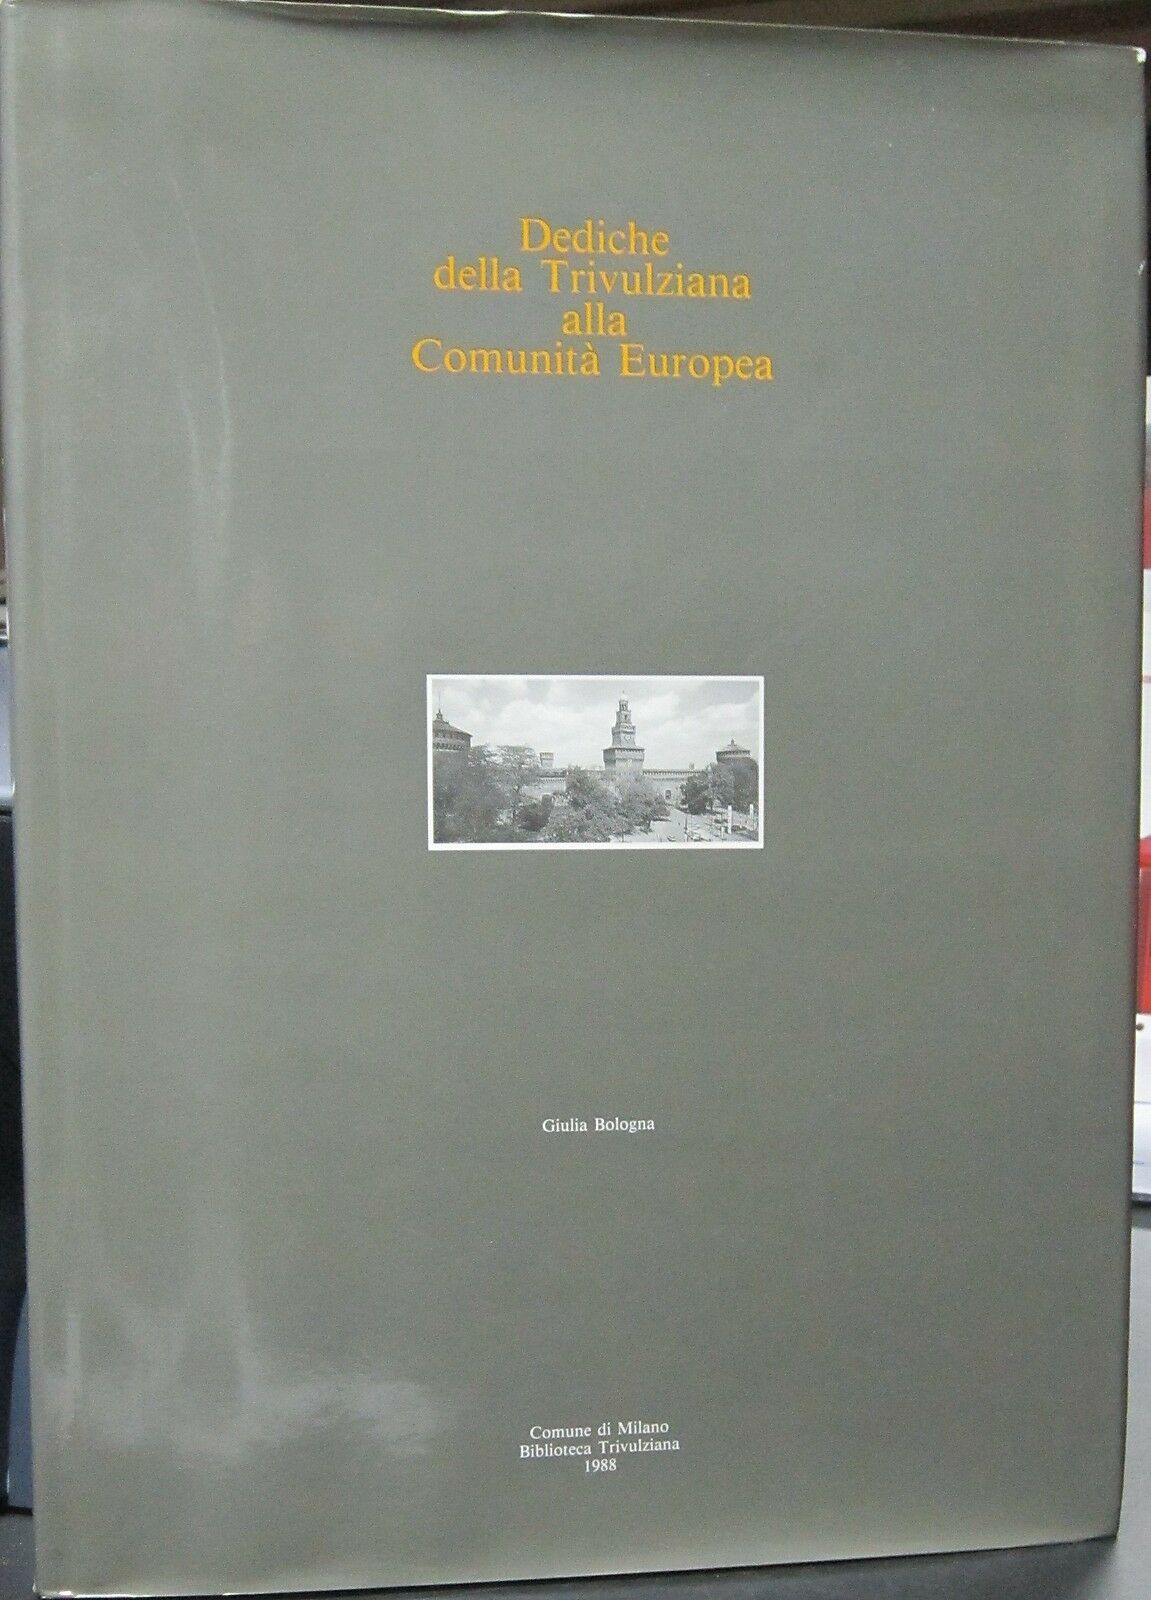 Dediche
della Trivulziana
alla
Comunità Europea
Giulia Bologna
Comune di Milano
Biblioteca Trivulziana
1988